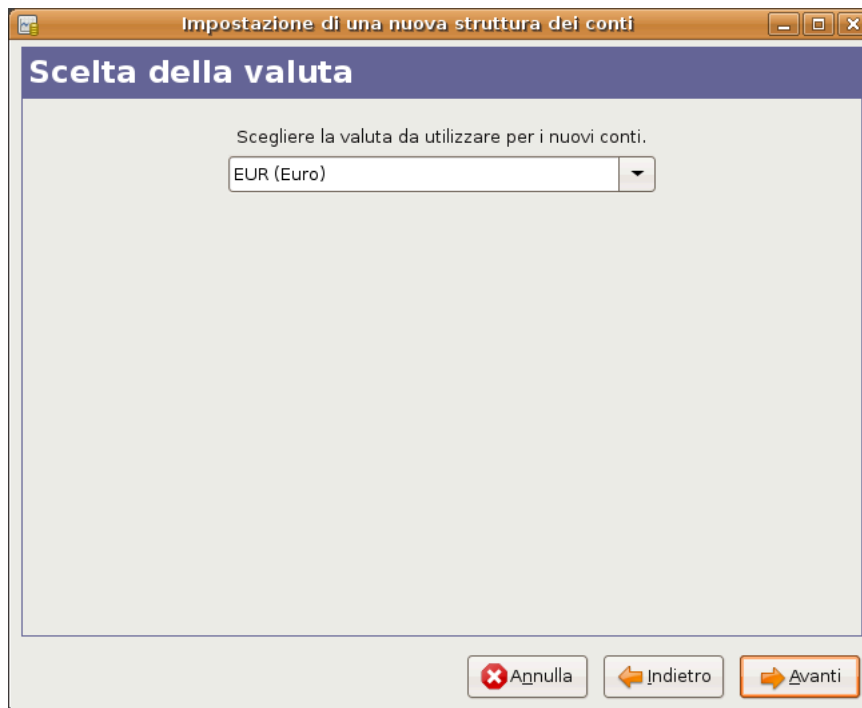 Impostazione di una nuova struttura dei conti
Scelta della valuta
Scegliere la valuta da utilizzare per i nuovi conti.
EUR (Euro)
Annulla
Indietro
Avanti